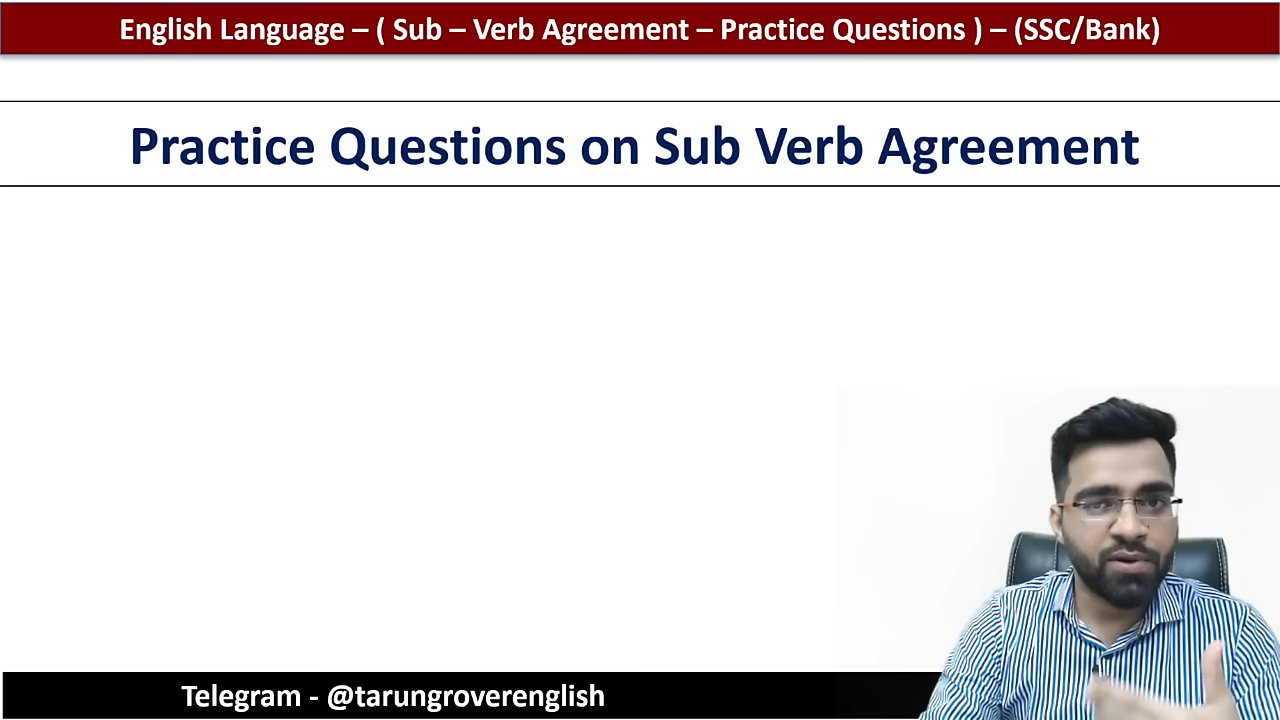 English Language – ( Sub – Verb Agreement – Practice Questions ) – (SSC/Bank)
Practice Questions on Sub Verb Agreement
Telegram - @tarungroverenglish